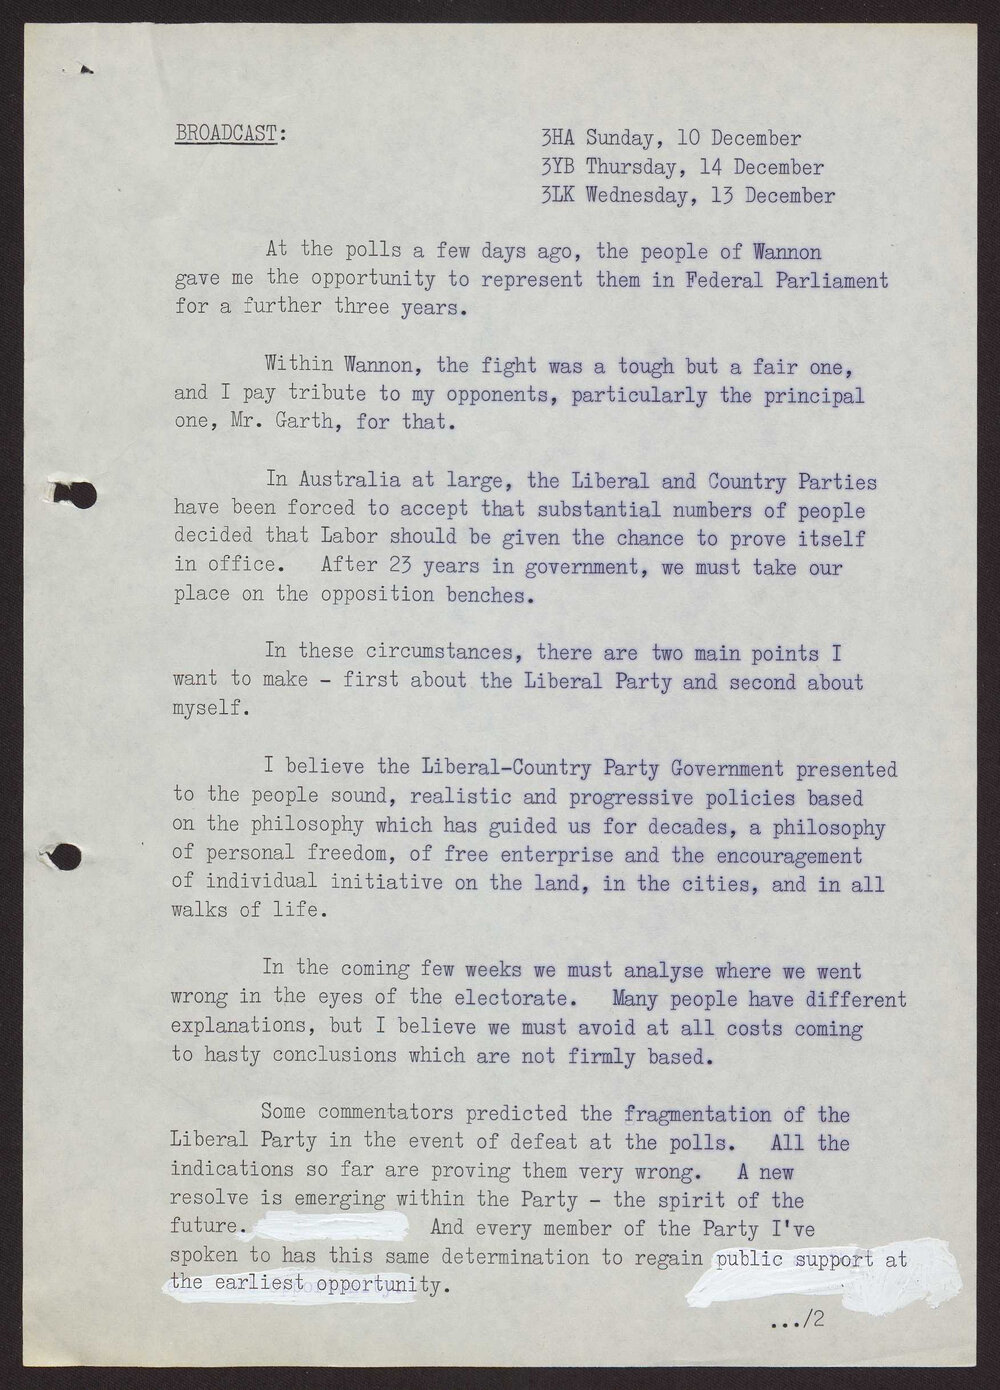 BROADCAST:
3HA Sunday, 10 December
3YB Thursday, 14 December
3LK Wednesday, 13 December
At the polls a few days ago, the people of Wannon
gave me the opportunity to represent them in Federal Parliament
for a further three years.
Within Wannon, the fight was a tough but a fair one,
and I pay tribute to my opponents, particularly the principal
one, Mr. Garth, for that.
In Australia at large, the Liberal and Country Parties
have been forced to accept that substantial numbers of people
decided that Labor should be given the chance to prove itself
in office. After 23 years in government, we must take our
place on the opposition benches.
In these circumstances, there are two main points I
want to make - first about the Liberal Party and second about
myself.
I believe the Liberal-Country Party Government presented
to the people sound, realistic and progressive policies based
on the philosophy which has guided us for decades, a philosophy
of personal freedom, of free enterprise and the encouragement
of individual initiative on the land, in the cities, and in all
walks of life.
In the coming few weeks we must analyse where we went
wrong in the eyes of the electorate. Many people have different
explanations, but I believe we must avoid at all costs coming
to hasty conclusions which are not firmly based.
Some commentators predicted the fragmentation of the
Liberal Party in the event of defeat at the polls. All the
indications so far are proving them very wrong. A new
resolve is emerging within the Party - the spirit of the
future. And every member of the Party I've
spoken to has this same determination to regain public support at
the earliest opportunity.
.../2